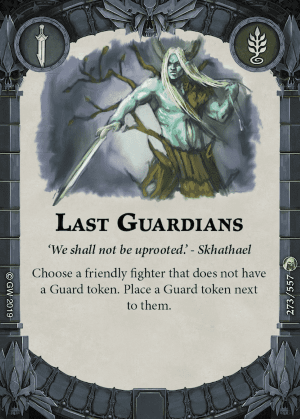 LAST GUARDIANS
‘We shall not be uprooted.’ - Skhathael
Choose a friendly fighter that does not have
a Guard token. Place a Guard token next
to them.
© GW 2019
273/557